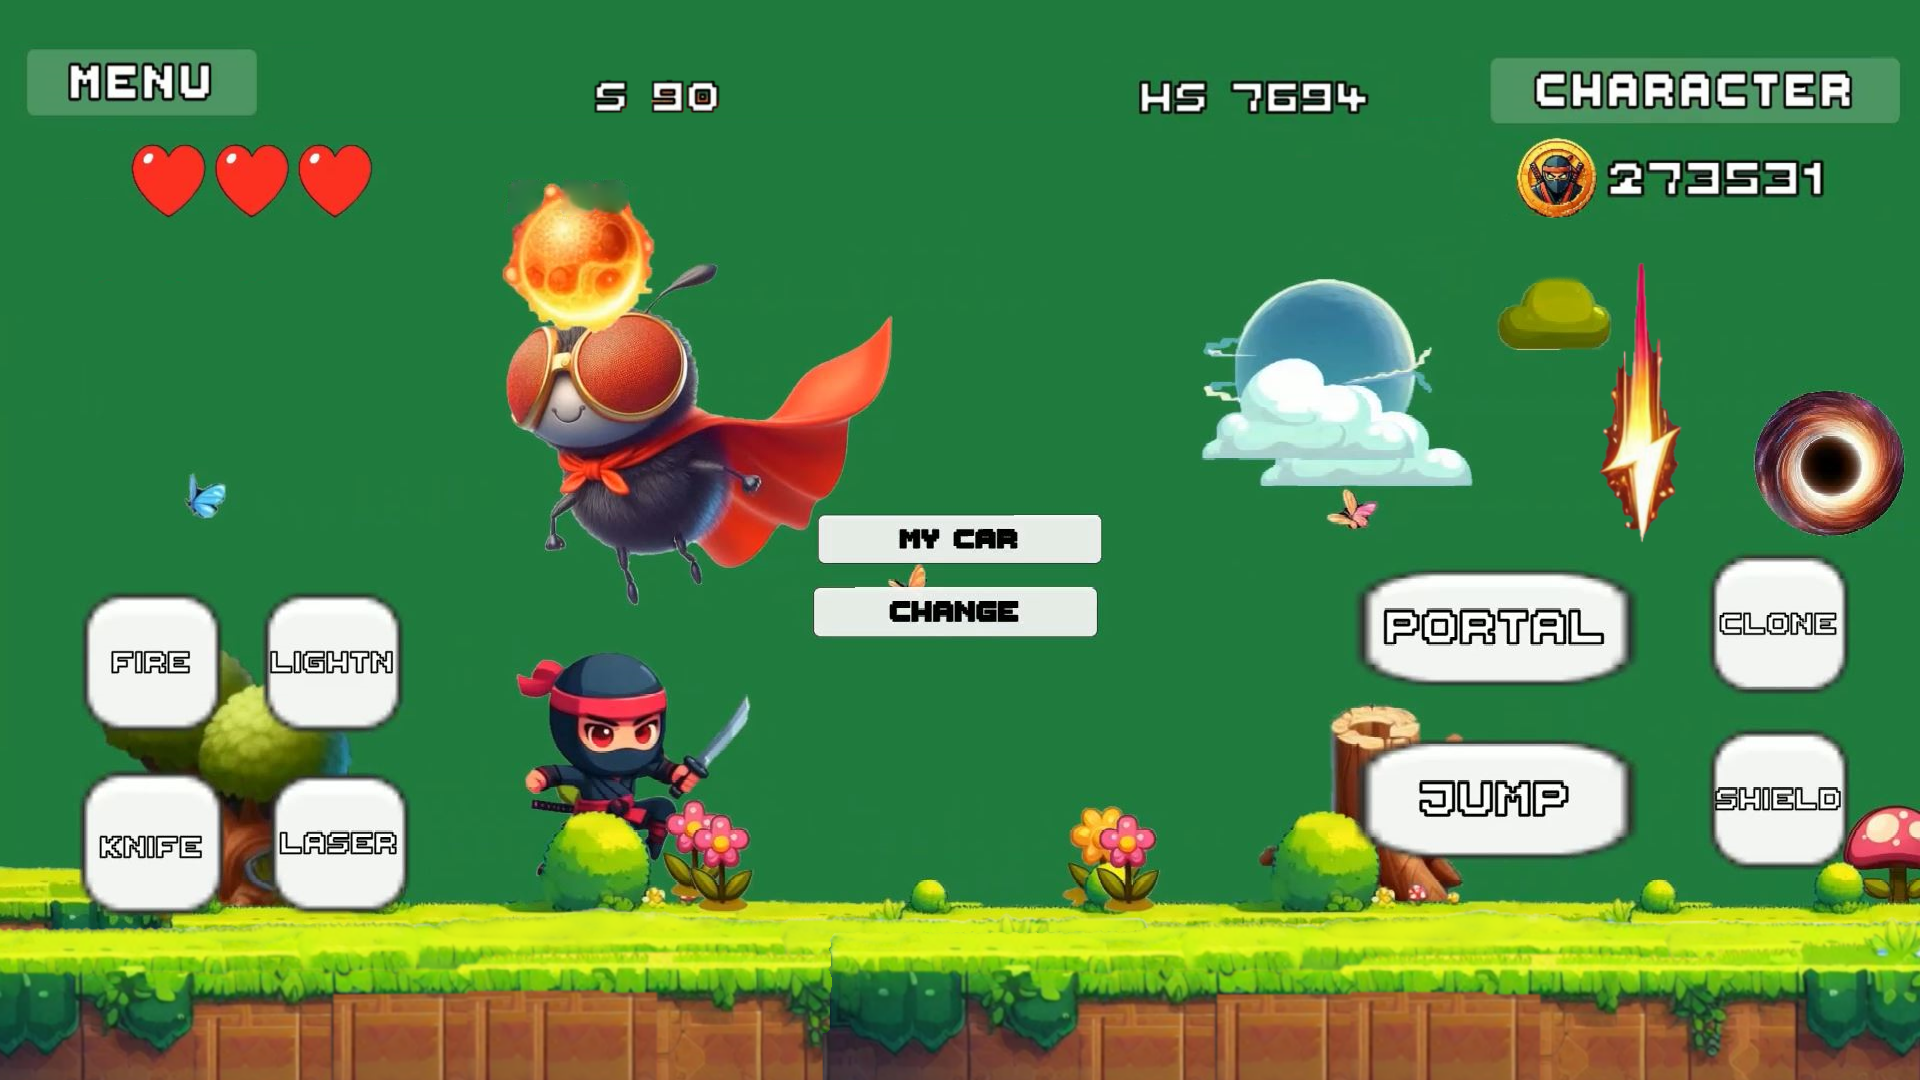 MENU
S 90
HS 7694
CHARACTER
273531
MY CAR
CHANGE
FIRE
LIGHTN
PORTAL
CLONE
KNIFE
LASER
JUMP
SHIELD